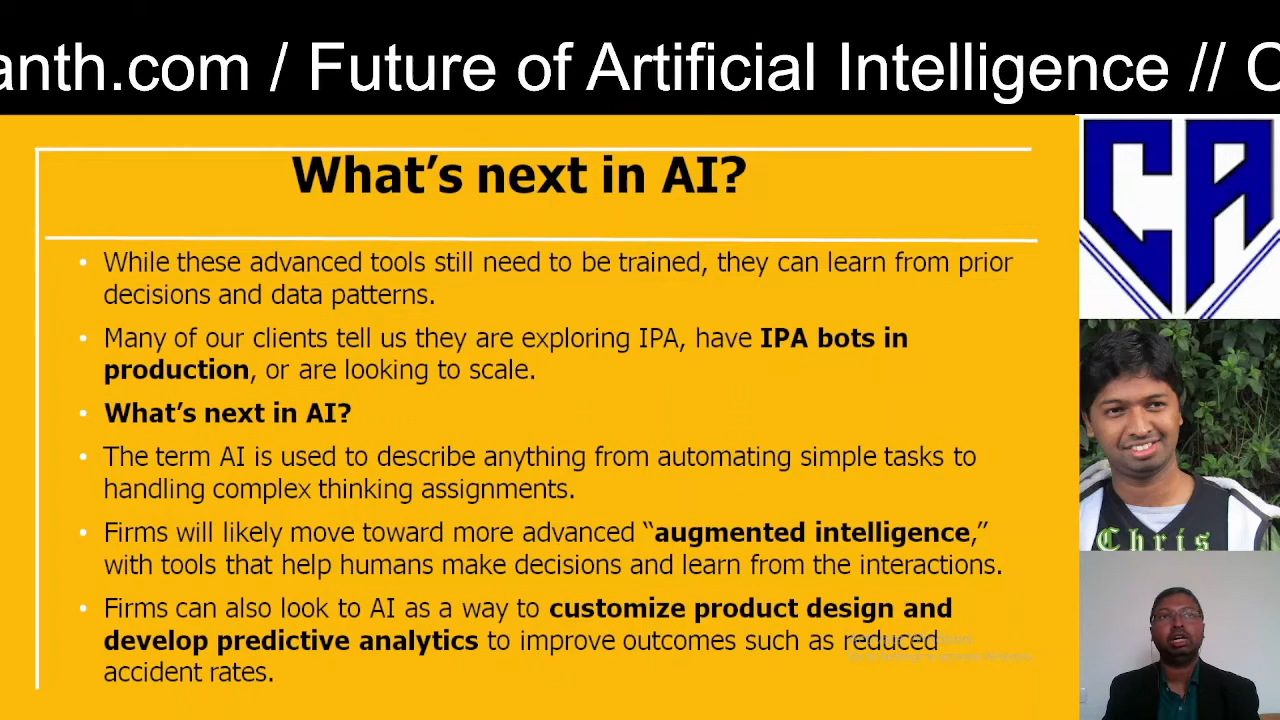 anth.com / Future of Artificial Intelligence // C
What’s next in AI?
• While these advanced tools still need to be trained, they can learn from prior
decisions and data patterns.
• Many of our clients tell us they are exploring IPA, have IPA bots in
production, or are looking to scale.
• What’s next in AI?
• The term AI is used to describe anything from automating simple tasks to
handling complex thinking assignments.
• Firms will likely move toward more advanced “augmented intelligence,”
with tools that help humans make decisions and learn from the interactions.
• Firms can also look to AI as a way to customize product design and
develop predictive analytics to improve outcomes such as reduced
accident rates.
CA
Chris